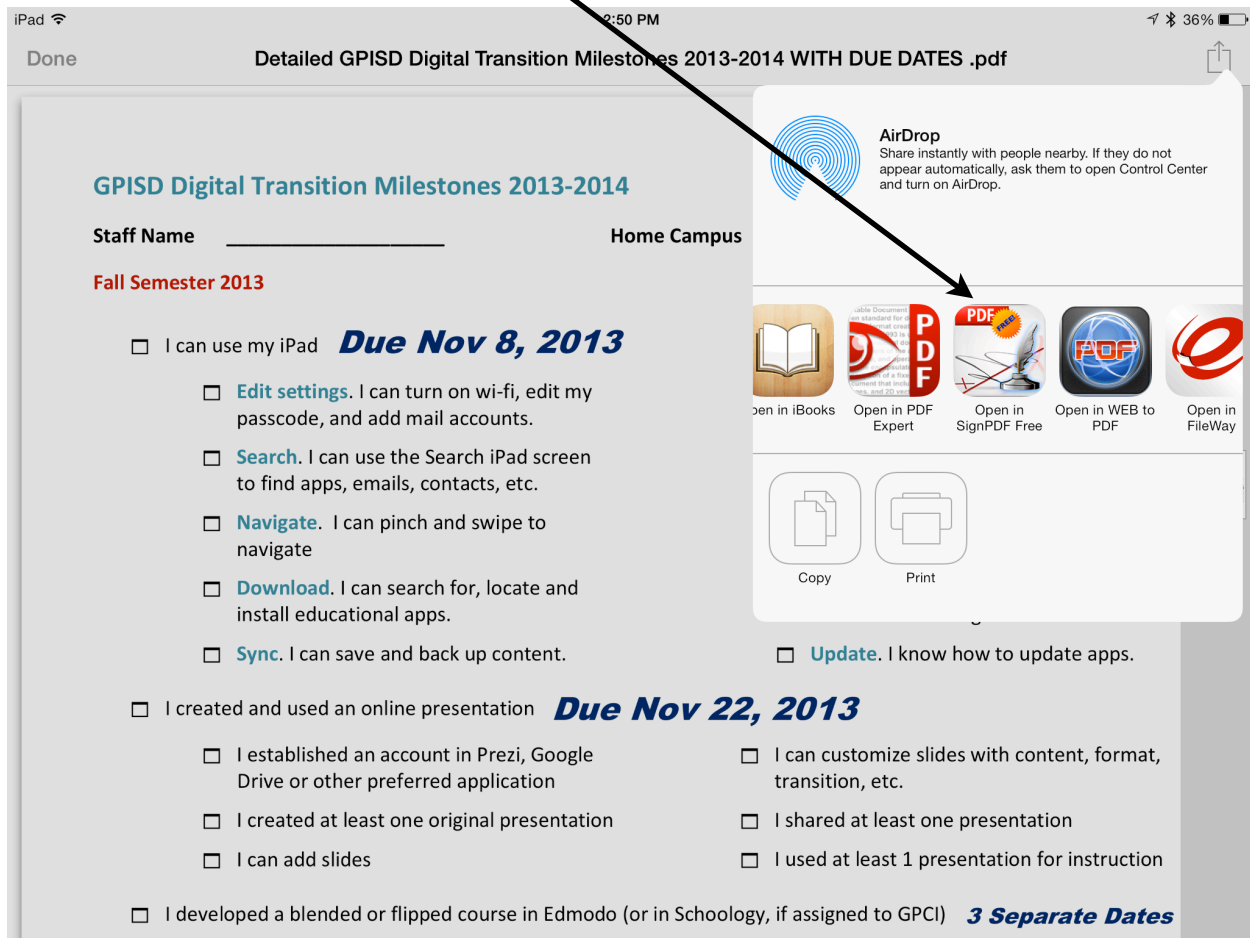 iPad
2:50 PM
36%
Done
Detailed GPISD Digital Transition Milestones 2013-2014 WITH DUE DATES .pdf
GPISD Digital Transition Milestones 2013-2014
Staff Name ____________________ Home Campus
Fall Semester 2013
I can use my iPad Due Nov 8, 2013
Edit settings. I can turn on wi-fi, edit my
passcode, and add mail accounts.
Search. I can use the Search iPad screen
to find apps, emails, contacts, etc.
Navigate. I can pinch and swipe to
navigate
Download. I can search for, locate and
install educational apps.
Sync. I can save and back up content.
Update. I know how to update apps.
AirDrop
Share instantly with people nearby. If they do not
appear automatically, ask them to open Control Center
and turn on AirDrop.
PDF
PDF
FREE!
PDF
pen in iBooks
Open in PDF
Expert
Open in
SignPDF Free
Open in WEB to
PDF
Open in
FileWay
Copy
Print
I created and used an online presentation Due Nov 22, 2013
I established an account in Prezi, Google
Drive or other preferred application
I created at least one original presentation
I can add slides
I can customize slides with content, format,
transition, etc.
I shared at least one presentation
I used at least 1 presentation for instruction
I developed a blended or flipped course in Edmodo (or in Schoology, if assigned to GPCI) 3 Separate Dates